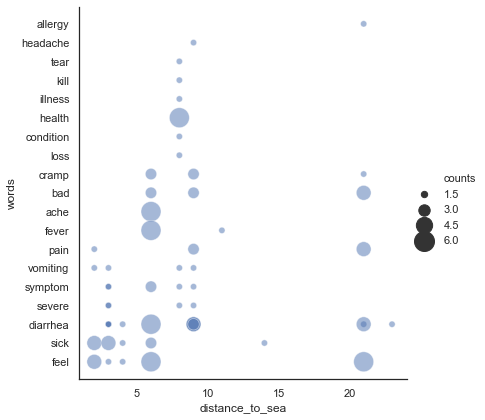 allergy
headache
tear
kill
illness
health
condition
loss
cramp
bad
ache
fever
pain
vomiting
symptom
severe
diarrhea
sick
feel
words
5 10 15 20
distance_to_sea
counts
1.5
3.0
4.5
6.0